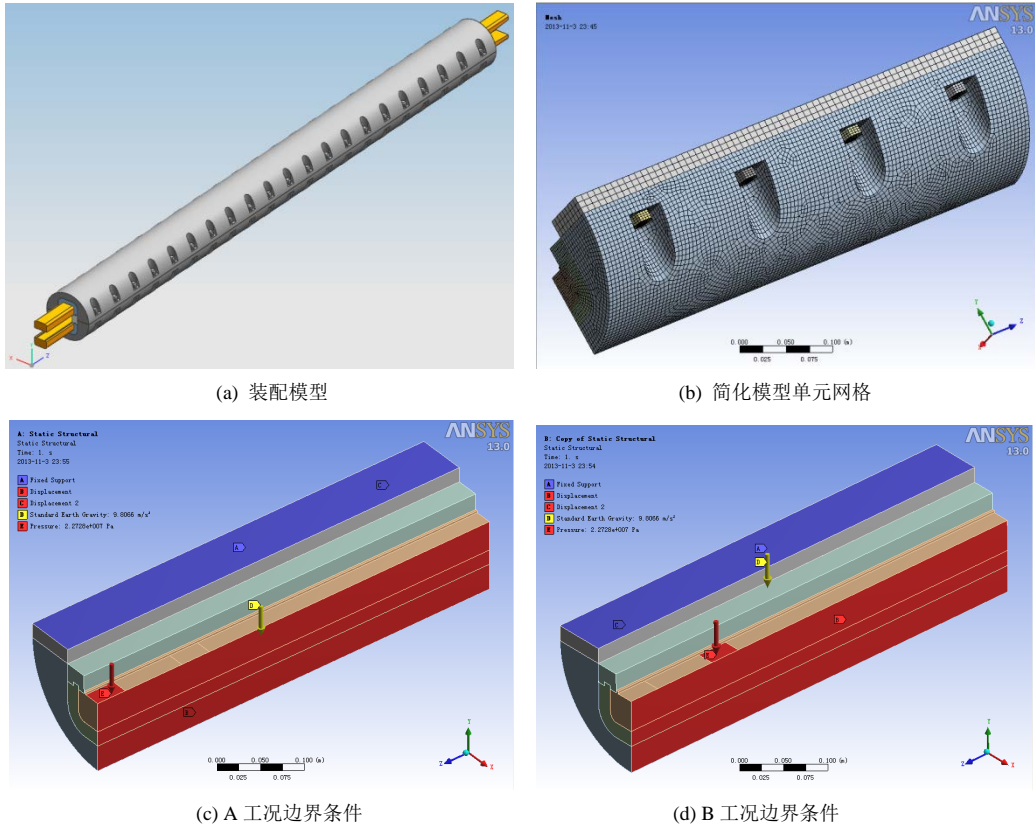 Mesh
2013-11-3 23:45
ANSYS
13.0
0.000 0.050 0.100 (m)
0.025 0.075
(a) 装配模型
(b) 简化模型单元网格
A: Static Structural
Static Structural
Time: 1. s
2013-11-3 23:55
A Fixed Support
B Displacement
C Displacement 2
D Standard Earth Gravity: 9.8066 m/s²
E Pressure: 2.2728e+007 Pa
ANSYS
13.0
C
A
D
E
B
0.000 0.050 0.100 (m)
0.025 0.075
Y
Z
X
B: Copy of Static Structural
Static Structural
Time: 1. s
2013-11-3 23:54
A Fixed Support
B Displacement
C Displacement 2
D Standard Earth Gravity: 9.8066 m/s²
E Pressure: 2.2728e+007 Pa
ANSYS
13.0
A
D
C
E
B
0.000 0.050 0.100 (m)
0.025 0.075
Y
Z
X
(c) A 工况边界条件
(d) B 工况边界条件